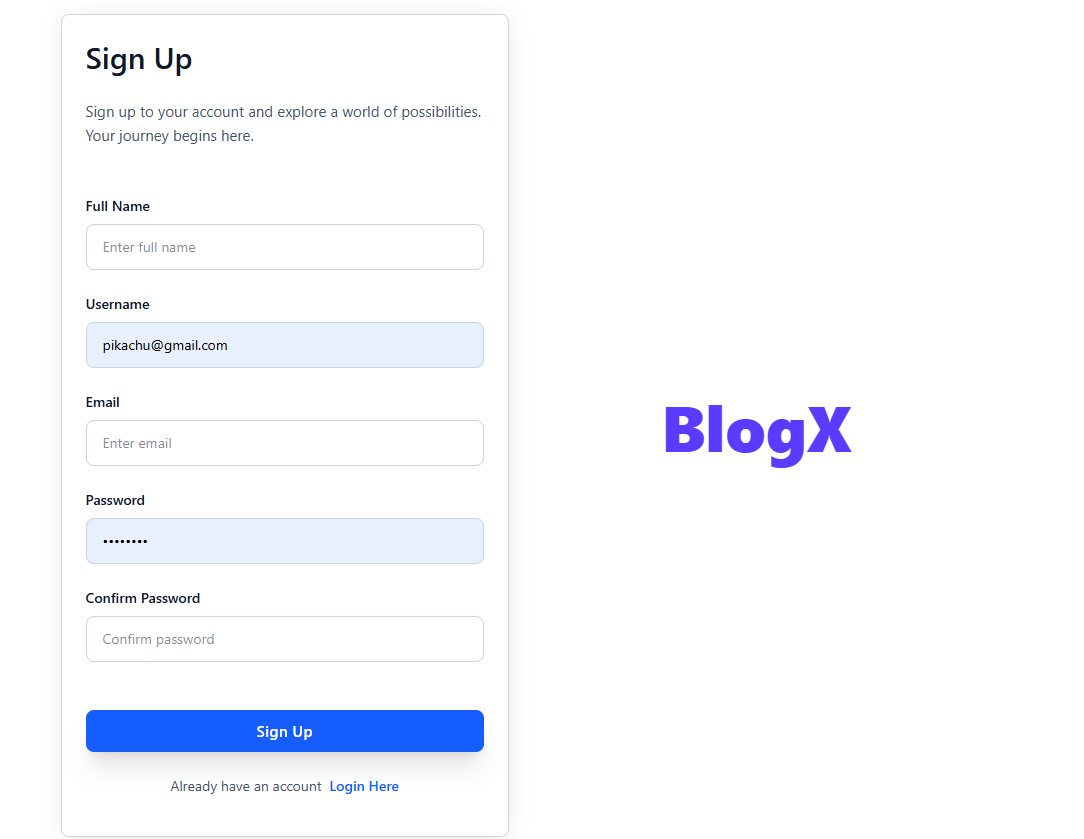 Sign Up
Sign up to your account and explore a world of possibilities.
Your journey begins here.
Full Name
Enter full name
Username
pikachu@gmail.com
Email
Enter email
Password
••••••••
Confirm Password
Confirm password
Sign Up
Already have an account Login Here
BlogX